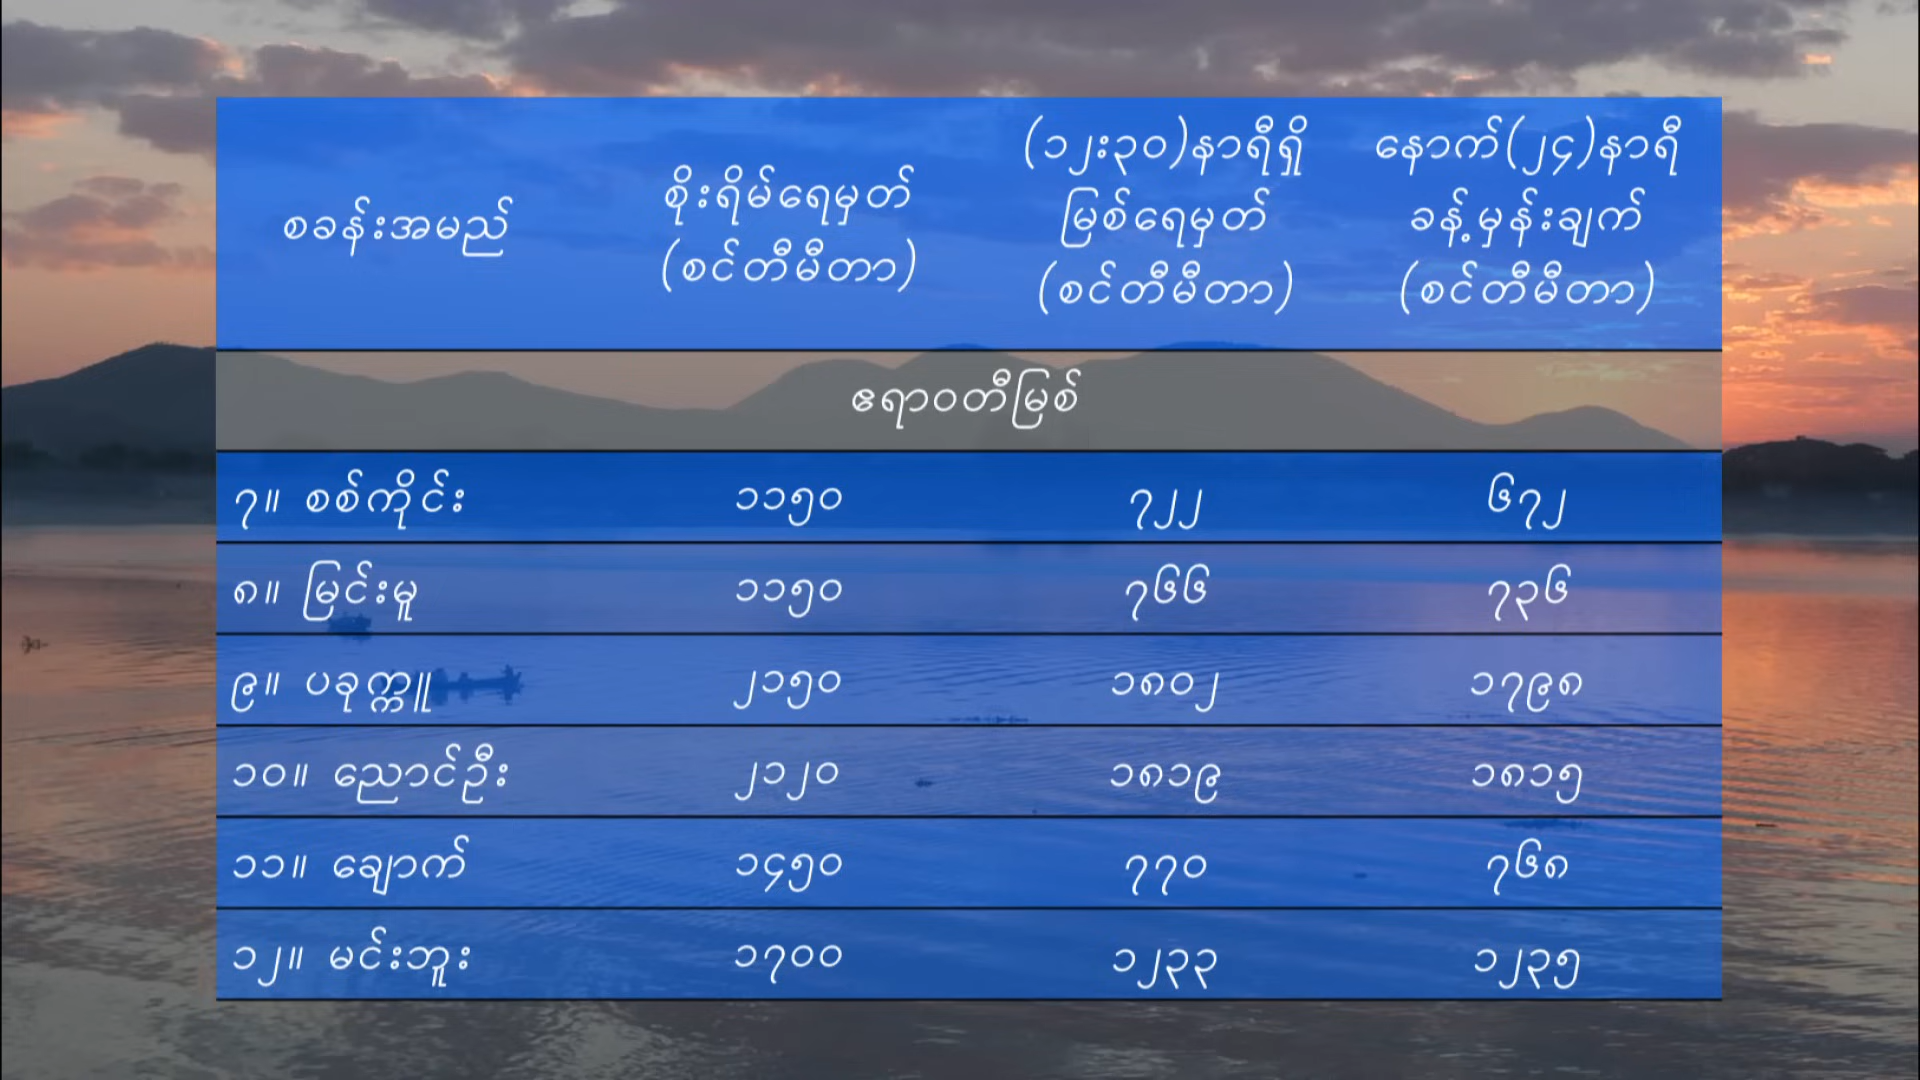 စခန်းအမည်
စိုးရိမ်ရေမှတ်
(စင်တီမီတာ)
(၁၂း၃၀)နာရီရှိ
မြစ်ရေမှတ်
(စင်တီမီတာ)
နောက်(၂၄)နာရီ
ခန့်မှန်းချက်
(စင်တီမီတာ)
ဧရာဝတီမြစ်
၇။ စစ်ကိုင်း ၁၁၅၀ ၇၂၂ ၆၇၂
၈။ မြင်းမူ ၁၁၅၀ ၇၆၆ ၇၃၆
၉။ ပခုက္ကူ ၂၁၅၀ ၁၈၀၂ ၁၇၉၈
၁၀။ ညောင်ဦး ၂၁၂၀ ၁၈၁၉ ၁၈၁၅
၁၁။ ချောက် ၁၄၅၀ ၇၇၀ ၇၆၈
၁၂။ မင်းဘူး ၁၇၀၀ ၁၂၃၃ ၁၂၃၅